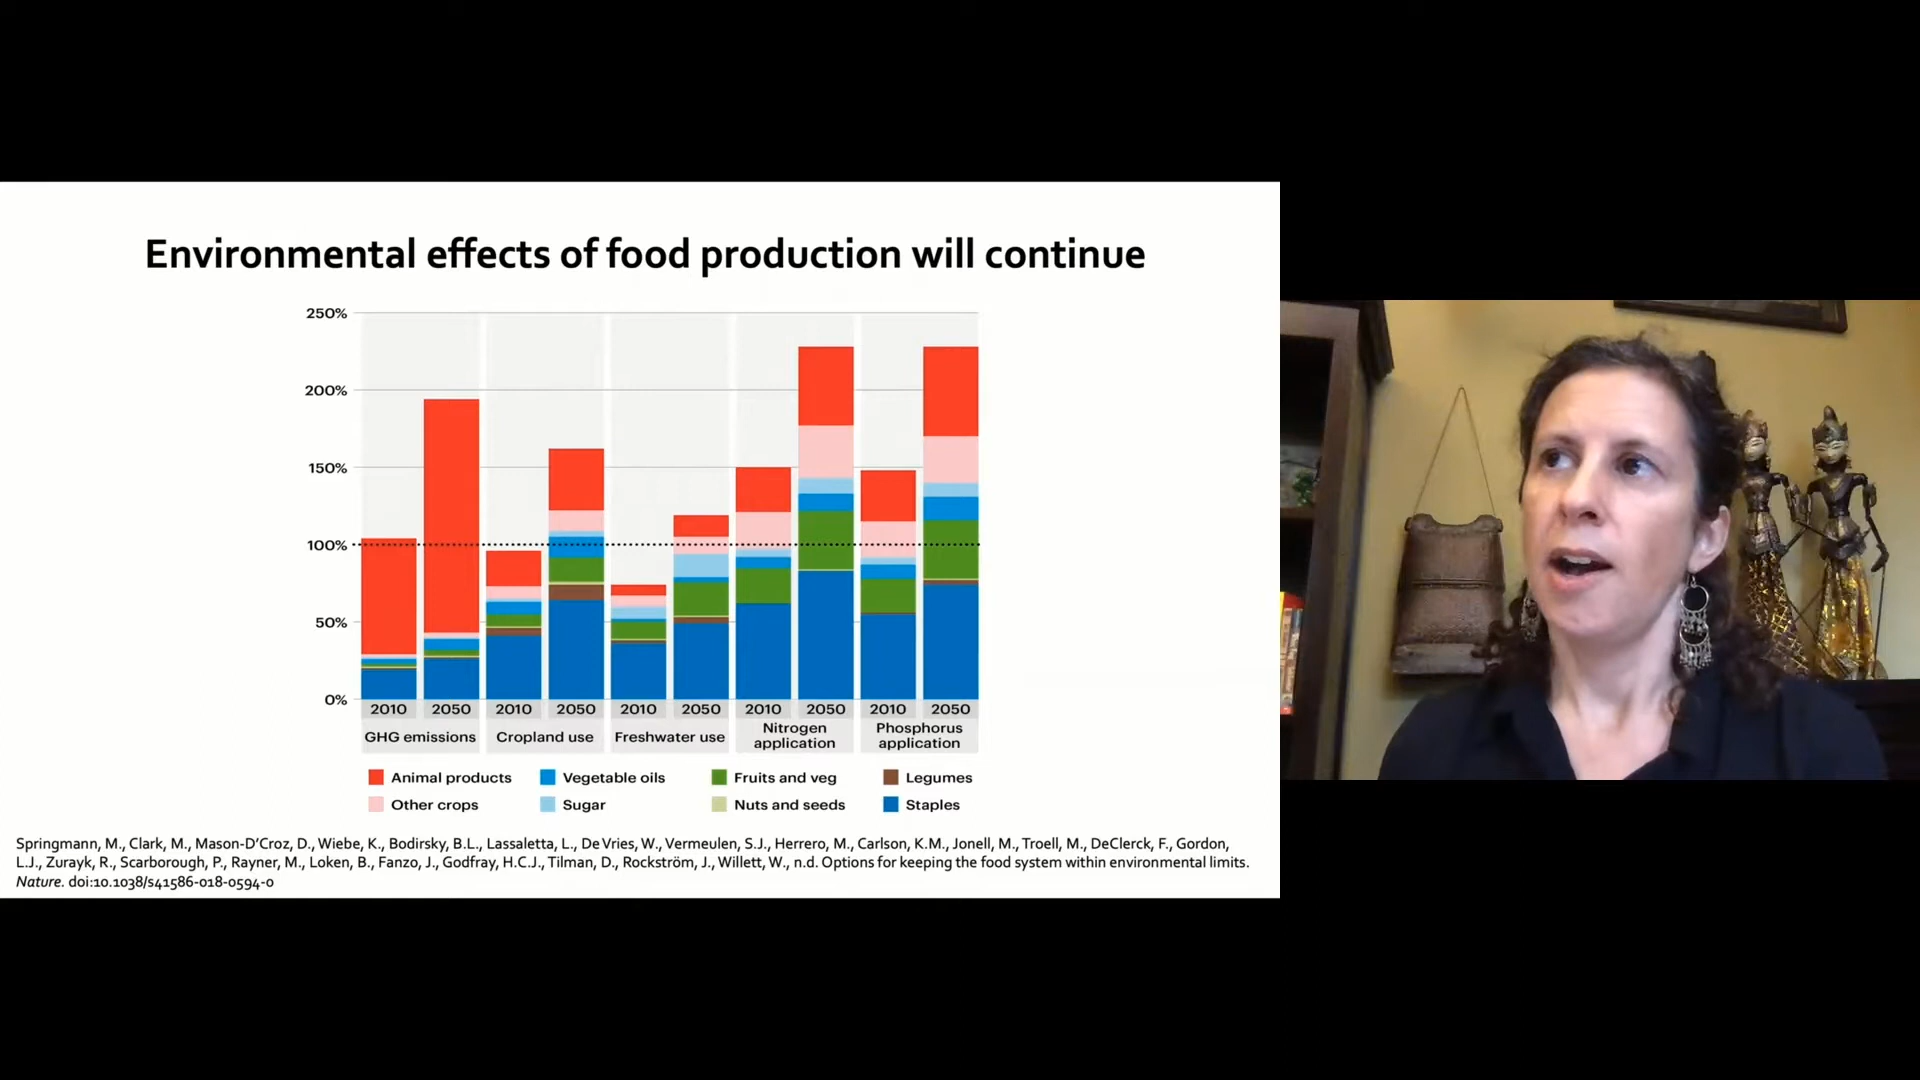 Environmental effects of food production will continue
250%
200%
150%
100%
50%
0%
2010 2050 2010 2050 2010 2050 2010 2050 2010 2050
GHG emissions
Cropland use
Freshwater use
Nitrogen
application
Phosphorus
application
Animal products
Vegetable oils
Fruits and veg
Legumes
Other crops
Sugar
Nuts and seeds
Staples
Springmann, M., Clark, M., Mason-D'Croz, D., Wiebe, K., Bodirsky, B.L., Lassaletta, L., De Vries, W., Vermeulen, S.J., Herrero, M., Carlson, K.M., Jonell, M., Troell, M., DeClerck, F., Gordon,
L.J., Zurayk, R., Scarborough, P., Rayner, M., Loken, B., Fanzo, J., Godfray, H.C.J., Tilman, D., Rockström, J., Willett, W., n.d. Options for keeping the food system within environmental limits.
Nature. doi:10.1038/s41586-018-0594-0